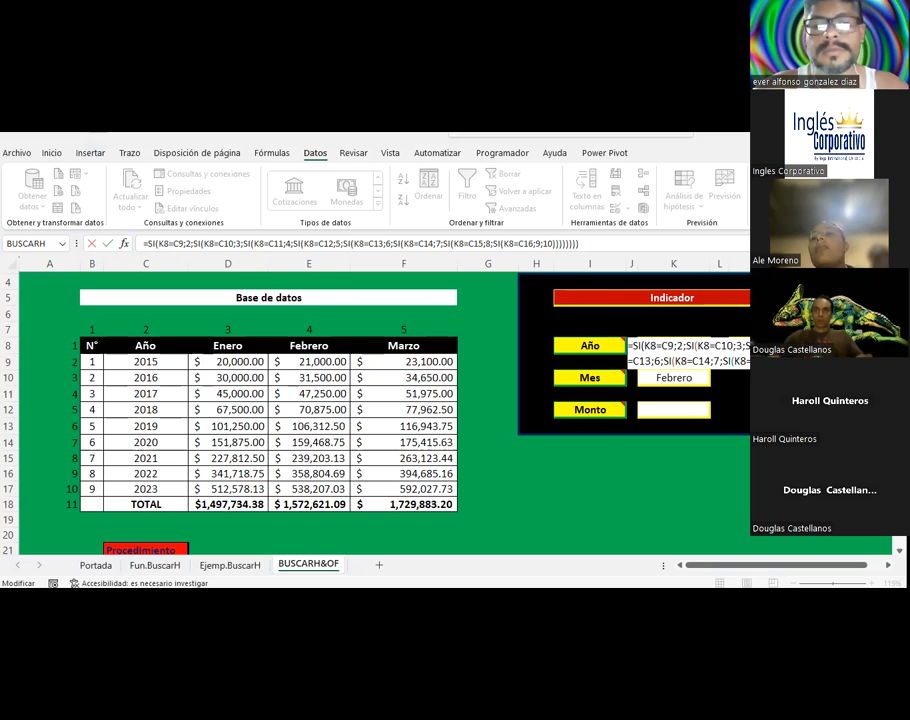 ever alfonso gonzalez diaz
Inglés
Corporativo
Ingles Corporativo
Ale Moreno
Douglas Castellanos
Haroll Quinteros
Haroll Quinteros
Douglas Castellan...
Douglas Castellanos
Archivo Inicio Insertar Trazo Disposición de página Fórmulas Datos Revisar Vista Automatizar Programador Ayuda Power Pivot
Obtener datos
Actualizar todo
Consultas y conexiones
Propiedades
Editar vínculos
Cotizaciones Monedas
Ordenar
Filtro
Borrar
Volver a aplicar
Avanzadas
Texto en columnas
Análisis de hipótesis
Previsión
Obtener y transformar datos Consultas y conexiones Tipos de datos Ordenar y filtrar Herramientas de datos Previsión
BUSCARH fx =SI(K8=C9;2;SI(K8=C10;3;SI(K8=C11;4;SI(K8=C12;5;SI(K8=C13;6;SI(K8=C14;7;SI(K8=C15;8;SI(K8=C16;9;10))))))))
A B C D E F G H I J K L
4
5 Base de datos Indicador
6
7 1 2 3 4 5
8 1 N° Año Enero Febrero Marzo Año =SI(K8=C9;2;SI(K8=C10;3;S
9 2 1 2015 $ 20,000.00 $ 21,000.00 $ 23,100.00 =C13;6;SI(K8=C14;7;SI(K8=
10 3 2 2016 $ 30,000.00 $ 31,500.00 $ 34,650.00 Mes Febrero
11 4 3 2017 $ 45,000.00 $ 47,250.00 $ 51,975.00
12 5 4 2018 $ 67,500.00 $ 70,875.00 $ 77,962.50 Monto
13 6 5 2019 $ 101,250.00 $ 106,312.50 $ 116,943.75
14 7 6 2020 $ 151,875.00 $ 159,468.75 $ 175,415.63
15 8 7 2021 $ 227,812.50 $ 239,203.13 $ 263,123.44
16 9 8 2022 $ 341,718.75 $ 358,804.69 $ 394,685.16
17 10 9 2023 $ 512,578.13 $ 538,207.03 $ 592,027.73
18 11 TOTAL $1,497,734.38 $ 1,572,621.09 $ 1,729,883.20
19
20
21 Procedimiento
Portada Fun.BuscarH Ejemp.BuscarH BUSCARH&OF +
Modificar Accesibilidad: es necesario investigar 115%